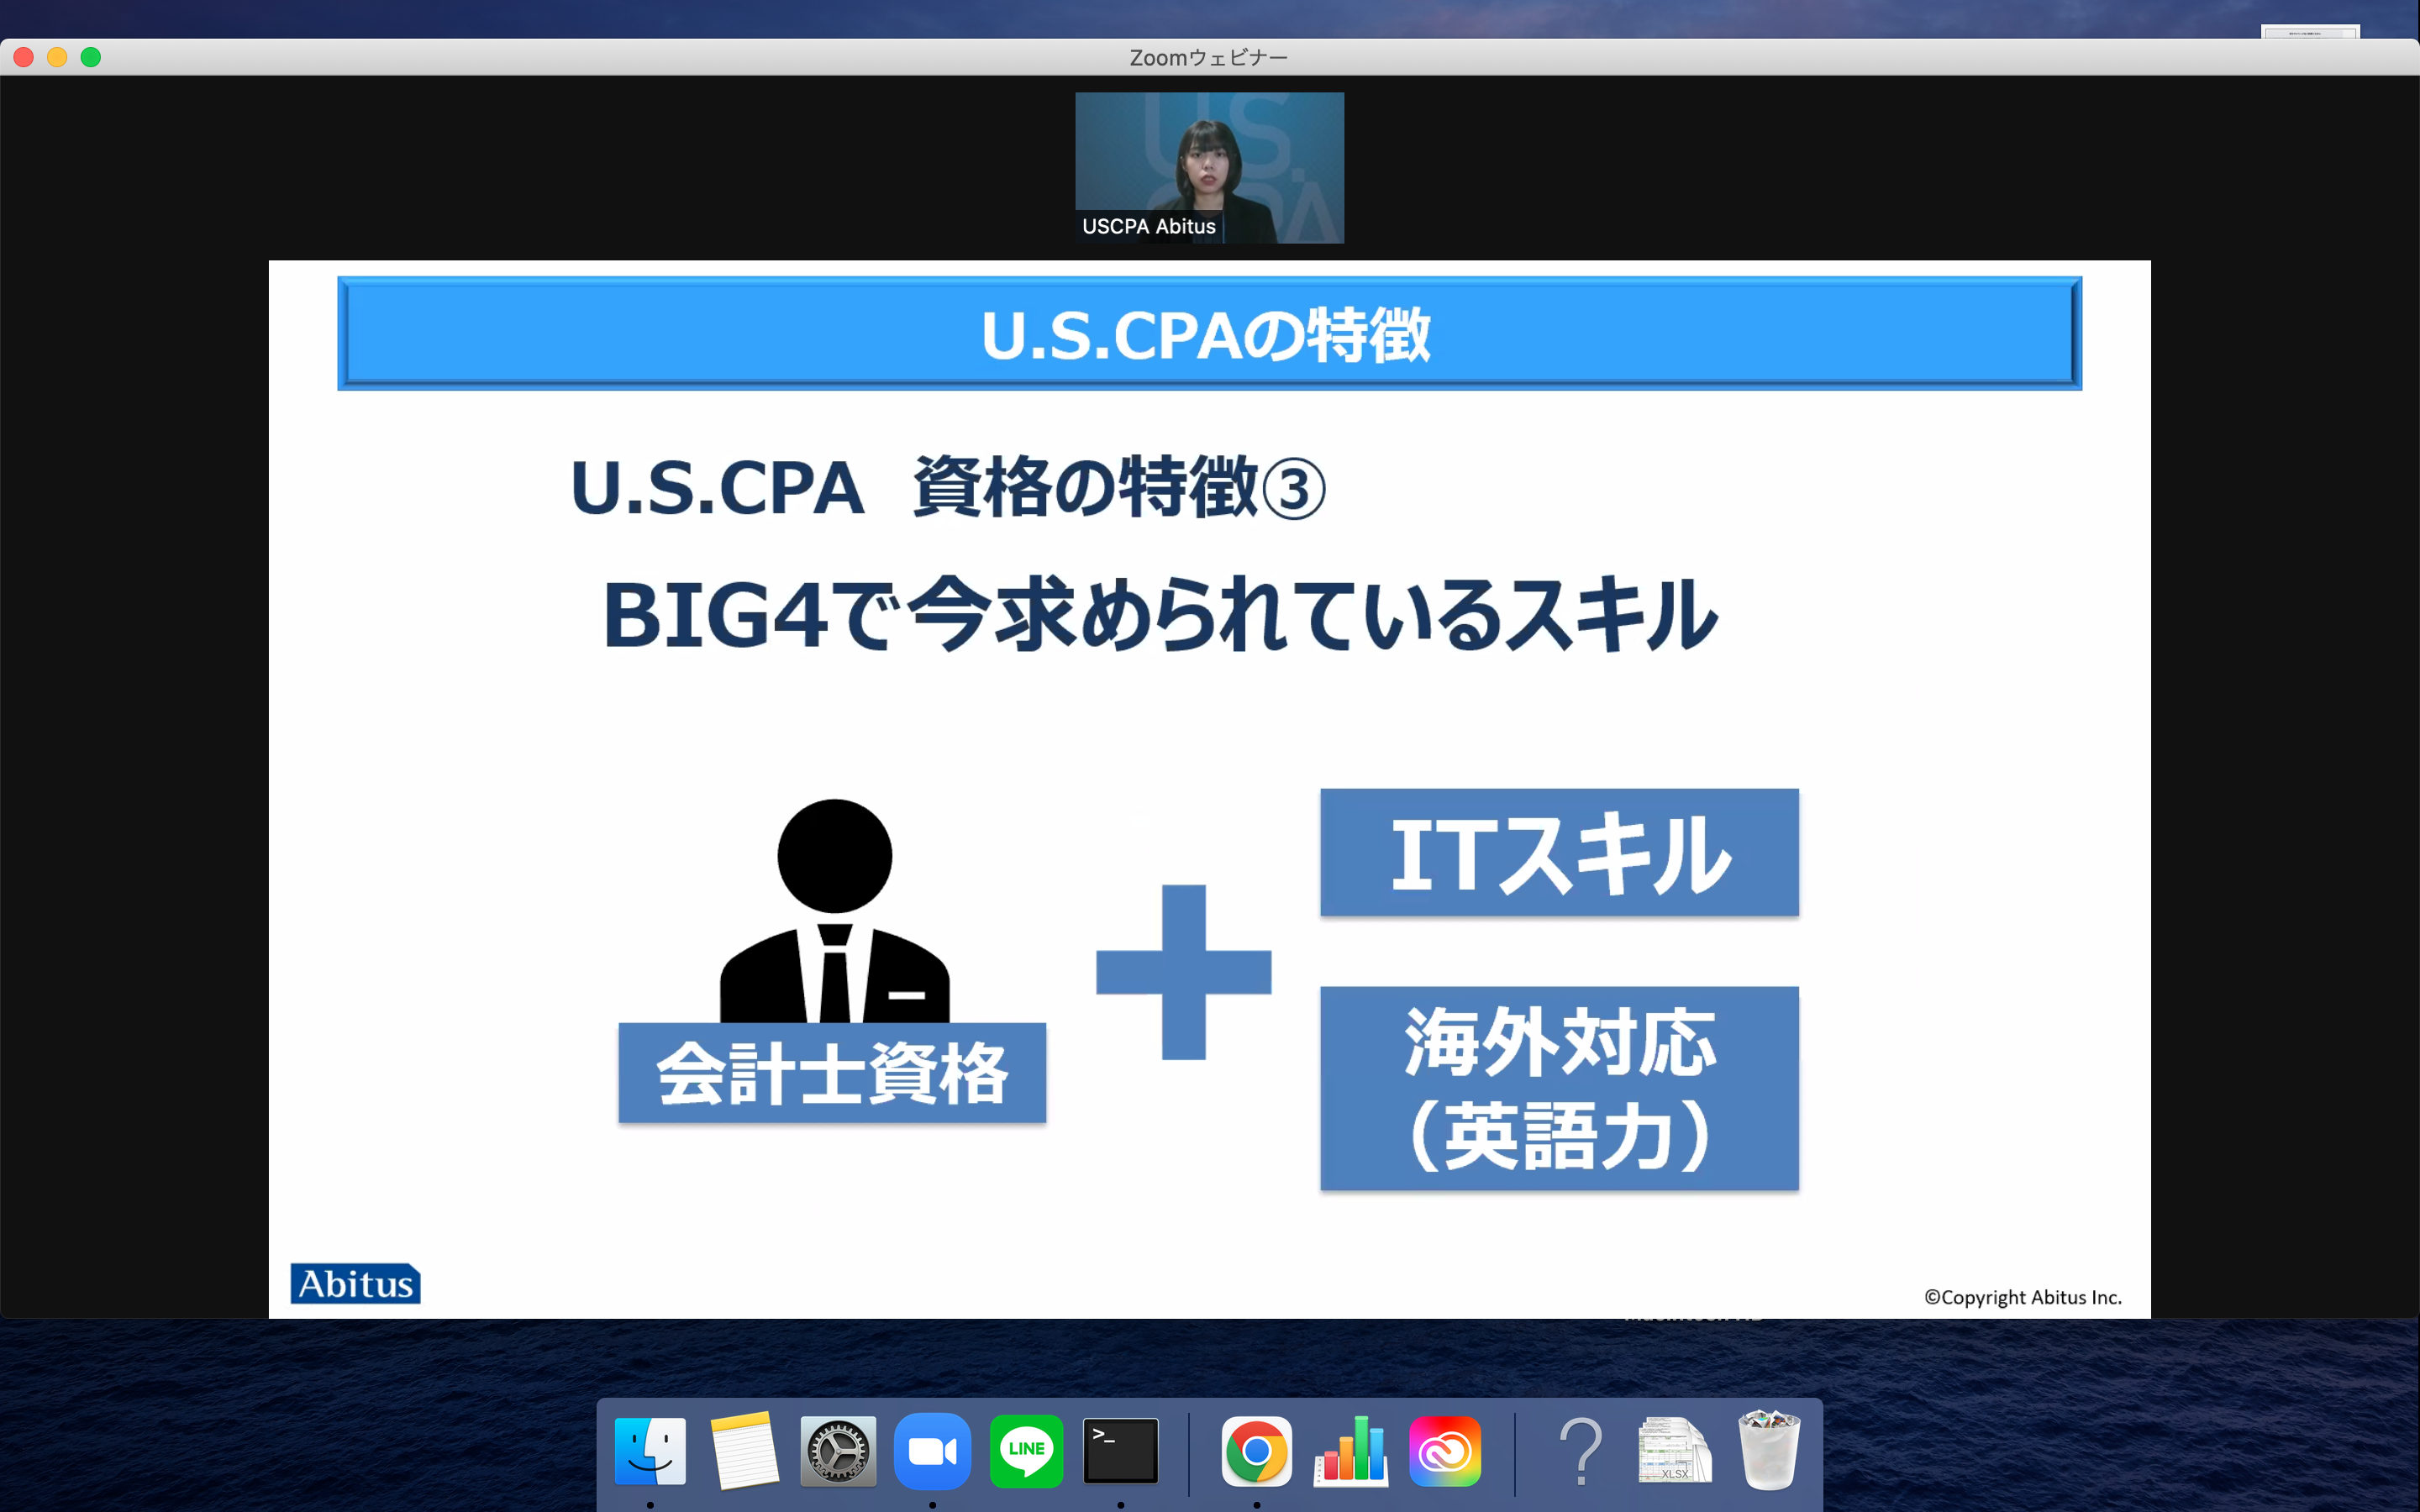 Zoomウェビナー
USCPA Abitus
U.S.CPAの特徴
U.S.CPA 資格の特徴③
BIG4で今求められているスキル
ITスキル
会計士資格
海外対応
(英語力)
Abitus
©Copyright Abitus Inc.
LINE
>_
XLSX